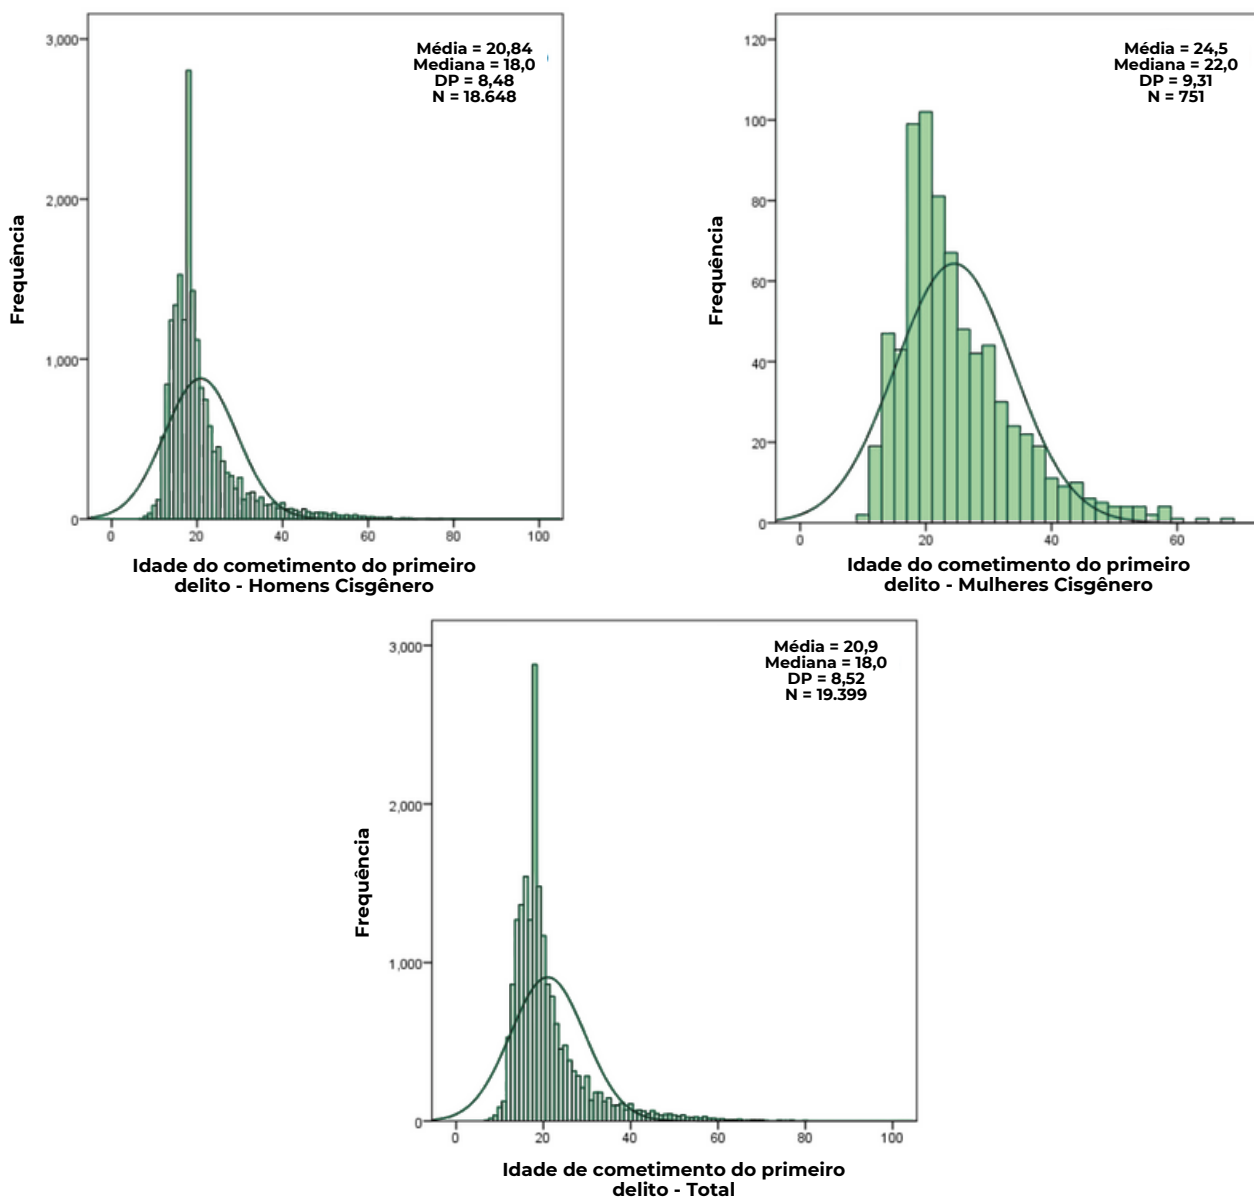 3,000
2,000
1,000
0
Frequência
Média = 20,84
Mediana = 18,0
DP = 8,48
N = 18.648
0 20 40 60 80 100
Idade do cometimento do primeiro
delito - Homens Cisgênero
120
100
80
60
40
20
0
Frequência
Média = 24,5
Mediana = 22,0
DP = 9,31
N = 751
0 20 40 60
Idade do cometimento do primeiro
delito - Mulheres Cisgênero
3,000
2,000
1,000
0
Frequência
Média = 20,9
Mediana = 18,0
DP = 8,52
N = 19.399
0 20 40 60 80 100
Idade de cometimento do primeiro
delito - Total